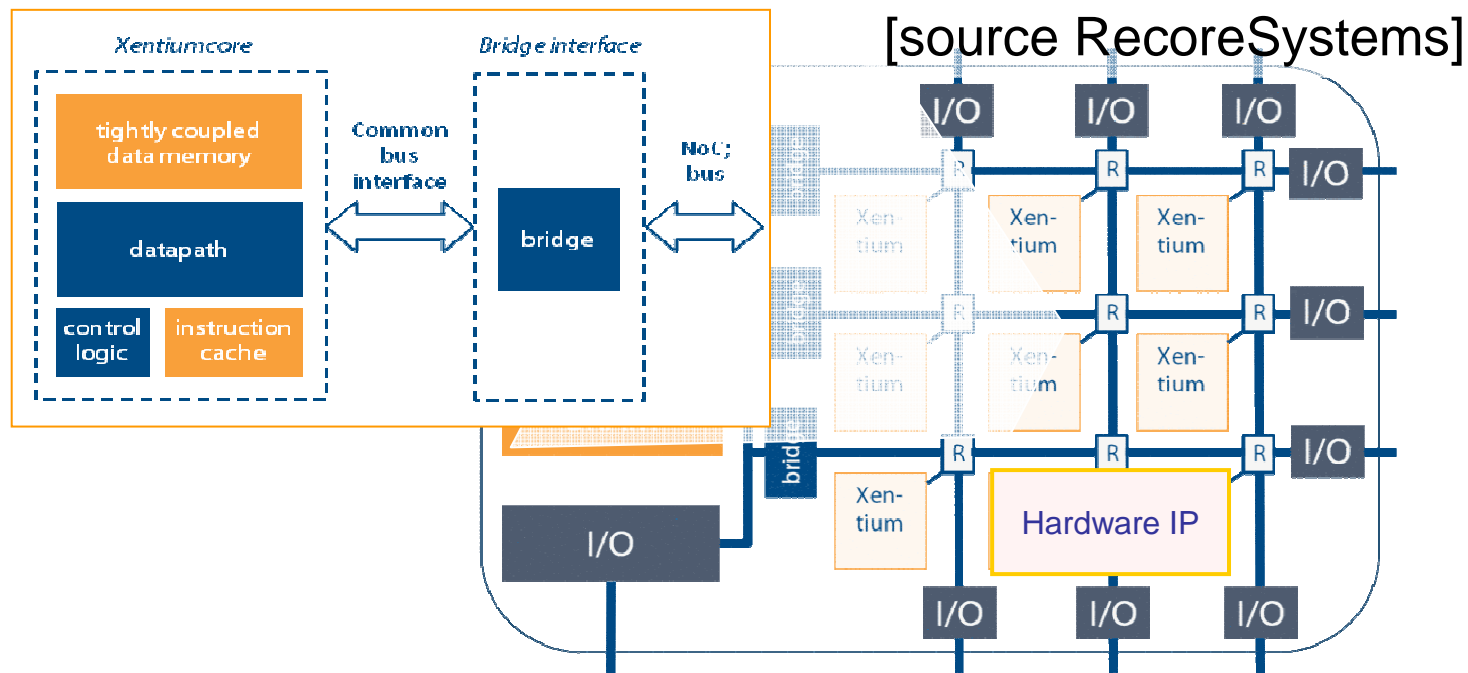 [source RecoreSystems]
Xentiumcore
Bridge interface
tightly coupled
data memory
datapath
control
logic
instruction
cache
Common
bus
interface
bridge
NoC;
bus
I/O
I/O
I/O
R
R
R
I/O
Xen-
tium
Xen-
tium
Xen-
tium
R
R
R
I/O
Xen-
tium
Xen-
tium
Xen-
tium
R
R
R
I/O
Xen-
tium
Hardware IP
I/O
I/O
I/O
I/O